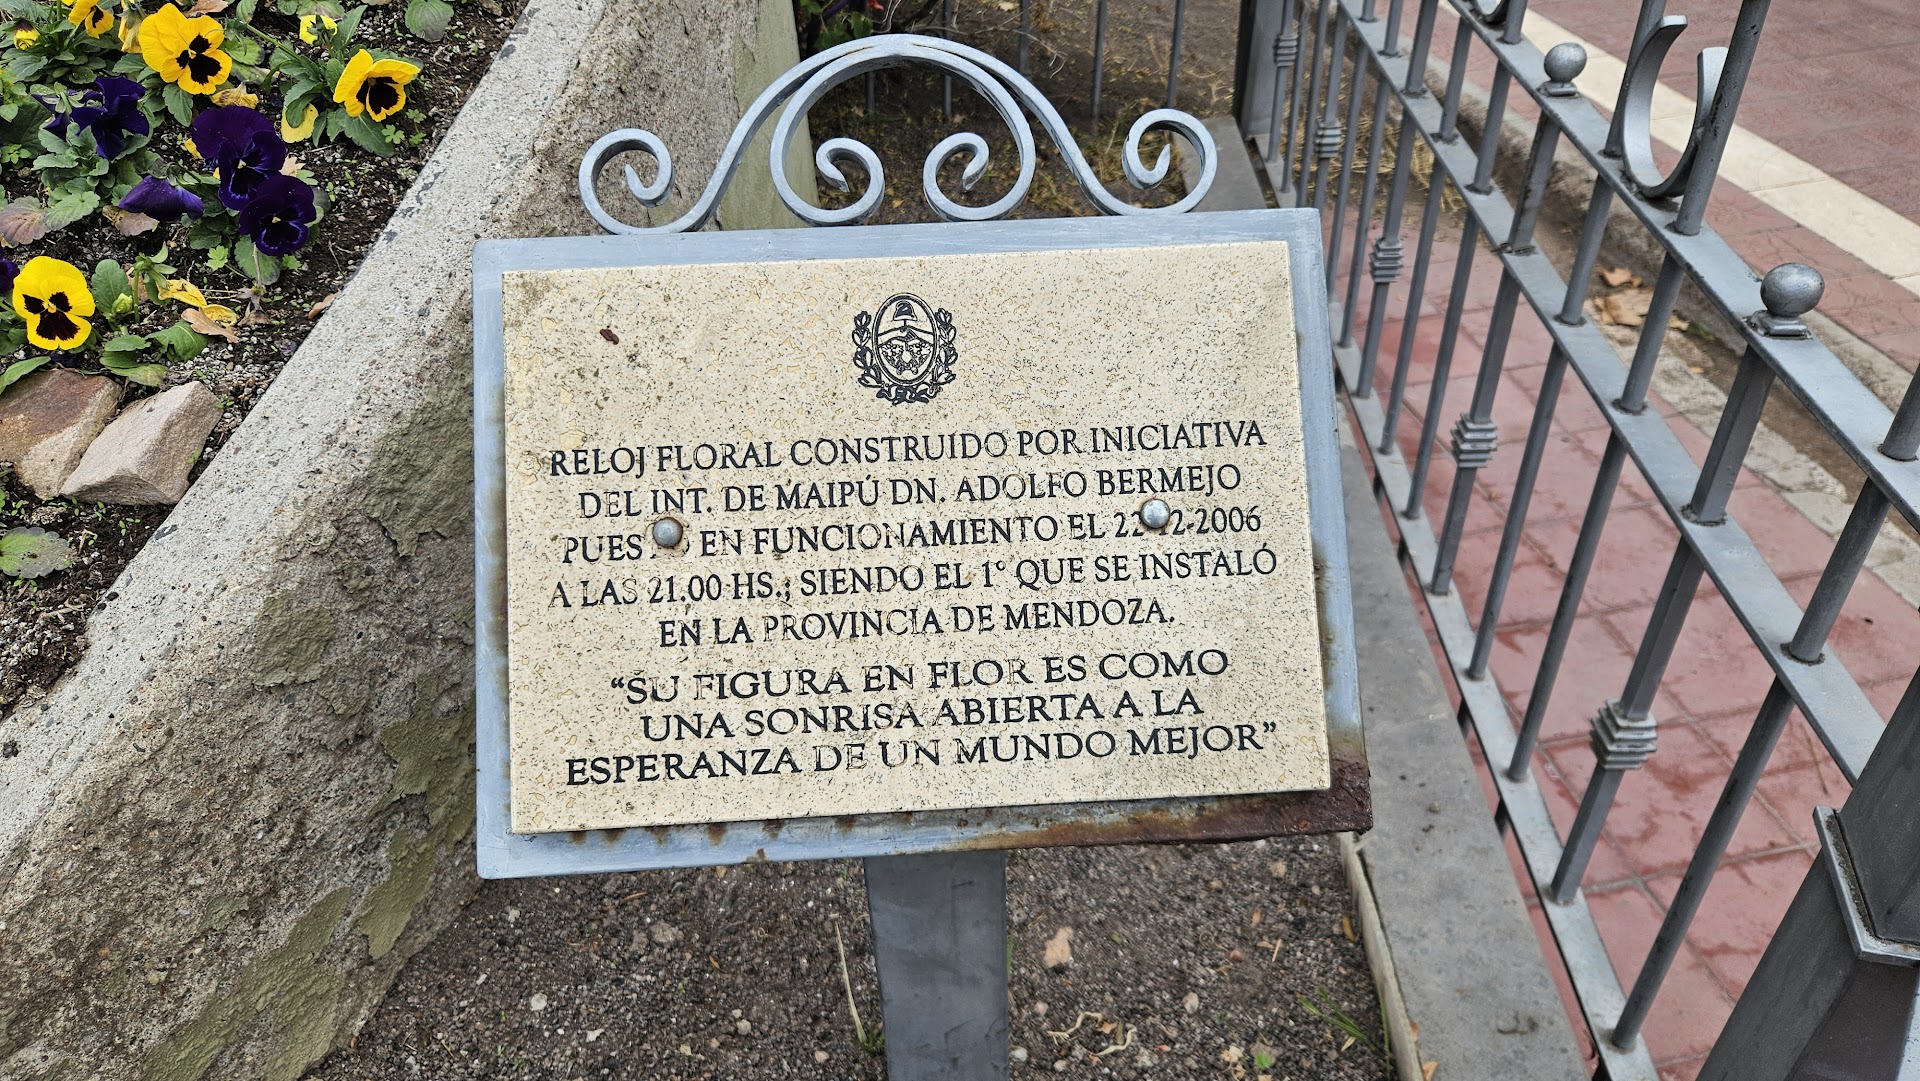 RELOJ FLORAL CONSTRUIDO POR INICIATIVA
DEL INT. DE MAIPÚ DN. ADOLFO BERMEJO
EN FUNCIONAMIENTO EL
A LAS 21.00 HS.; SIENDO EL 1° QUE SE INSTALÓ
EN LA PROVINCIA DE MENDOZA.
“SU FIGURA EN FLOR ES COMO
UNA SONRISA ABIERTA A LA
ESPERANZA DE UN MUNDO MEJOR”